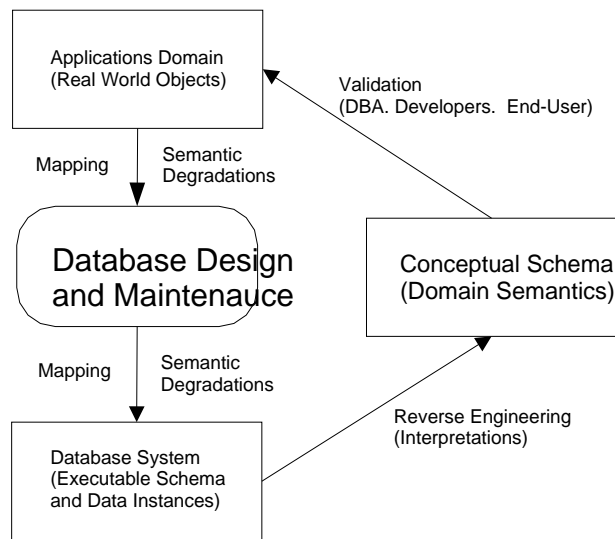 Applications Domain
(Real World Objects)
Validation
(DBA. Developers. End-User)
Mapping
Semantic
Degradations
Database Design
and Maintenauce
Conceptual Schema
(Domain Semantics)
Mapping
Semantic
Degradations
Reverse Engineering
(Interpretations)
Database System
(Executable Schema
and Data Instances)